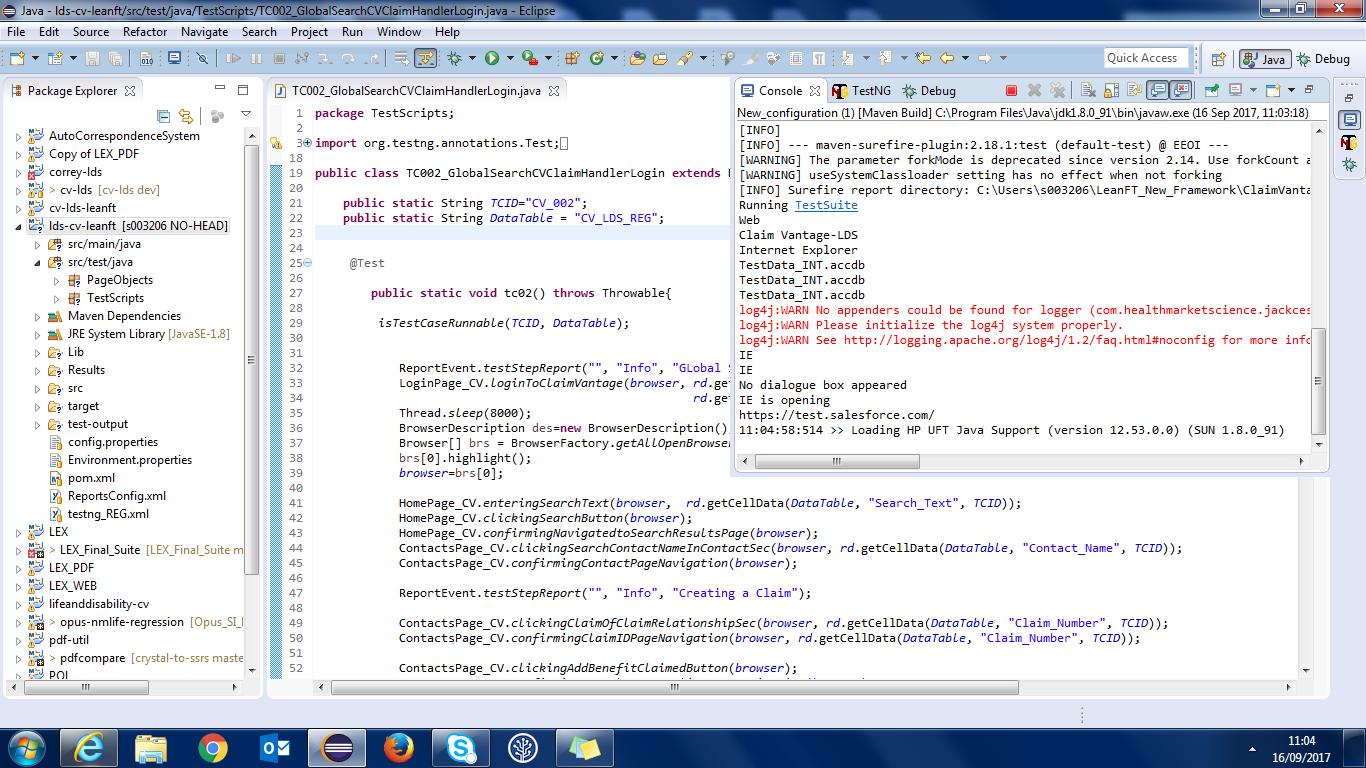 Java - lds-cv-leanft/src/test/java/TestScripts/TC002_GlobalSearchCVClaimHandlerLogin.java - Eclipse
File Edit Source Refactor Navigate Search Project Run Window Help
Quick Access
Java
Debug
Package Explorer
AutoCorrespondenceSystem
Copy of LEX_PDF
correy-lds
> cv-lds [cv-lds dev]
cv-lds-leanft
lds-cv-leanft [s003206 NO-HEAD]
src/main/java
src/test/java
PageObjects
TestScripts
Maven Dependencies
JRE System Library [JavaSE-1.8]
Lib
Results
src
target
test-output
config.properties
Environment.properties
pom.xml
ReportsConfig.xml
testng_REG.xml
LEX
> LEX_Final_Suite [LEX_Final_Suite m
LEX_PDF
LEX_WEB
lifeanddisability-cv
> opus-nmlife-regression [Opus_SI_I
pdf-util
> pdfcompare [crystal-to-ssrs maste
POI
TC002_GlobalSearchCVClaimHandlerLogin.java
1 package TestScripts;
2
3 import org.testng.annotations.Test;
18
19 public class TC002_GlobalSearchCVClaimHandlerLogin extends
20
21 public static String TCID="CV_002";
22 public static String DataTable = "CV_LDS_REG";
23
24
25 @Test
26
27 public static void tc02() throws Throwable{
28
29 isTestCaseRunnable(TCID, DataTable);
30
31
32 ReportEvent.testStepReport("", "Info", "GLobal S
33 LoginPage_CV.loginToClaimVantage(browser, rd.get
34 rd.get
35 Thread.sleep(8000);
36 BrowserDescription des=new BrowserDescription()
37 Browser[] brs = BrowserFactory.getAllOpenBrowser
38 brs[0].highlight();
39 browser=brs[0];
40
41 HomePage_CV.enteringSearchText(browser, rd.getCellData(DataTable, "Search_Text", TCID));
42 HomePage_CV.clickingSearchButton(browser);
43 HomePage_CV.confirmingNavigatedtoSearchResultsPage(browser);
44 ContactsPage_CV.clickingSearchContactNameInContactSec(browser, rd.getCellData(DataTable, "Contact_Name", TCID));
45 ContactsPage_CV.confirmingContactPageNavigation(browser);
46
47 ReportEvent.testStepReport("", "Info", "Creating a Claim");
48
49 ContactsPage_CV.clickingClaimOfClaimRelationshipSec(browser, rd.getCellData(DataTable, "Claim_Number", TCID));
50 ContactsPage_CV.confirmingClaimIDPageNavigation(browser, rd.getCellData(DataTable, "Claim_Number", TCID));
51
52 ContactsPage_CV.clickingAddBenefitClaimedButton(browser);
Console TestNG Debug
New_configuration (1) [Maven Build] C:\Program Files\Java\jdk1.8.0_91\bin\javaw.exe (16 Sep 2017, 11:03:18)
[INFO]
[INFO] --- maven-surefire-plugin:2.18.1:test (default-test) @ EEOI ---
[WARNING] The parameter forkMode is deprecated since version 2.14. Use forkCount a
[WARNING] useSystemClassloader setting has no effect when not forking
[INFO] Surefire report directory: C:\Users\s003206\LeanFT_New_Framework\ClaimVanta
Running TestSuite
Web
Claim Vantage-LDS
Internet Explorer
TestData_INT.accdb
TestData_INT.accdb
TestData_INT.accdb
log4j:WARN No appenders could be found for logger (com.healthmarketscience.jackces
log4j:WARN Please initialize the log4j system properly.
log4j:WARN See http://logging.apache.org/log4j/1.2/faq.html#noconfig for more info
IE
IE
No dialogue box appeared
IE is opening
https://test.salesforce.com/
11:04:58:514 >> Loading HP UFT Java Support (version 12.53.0.0) (SUN 1.8.0_91)
11:04
16/09/2017